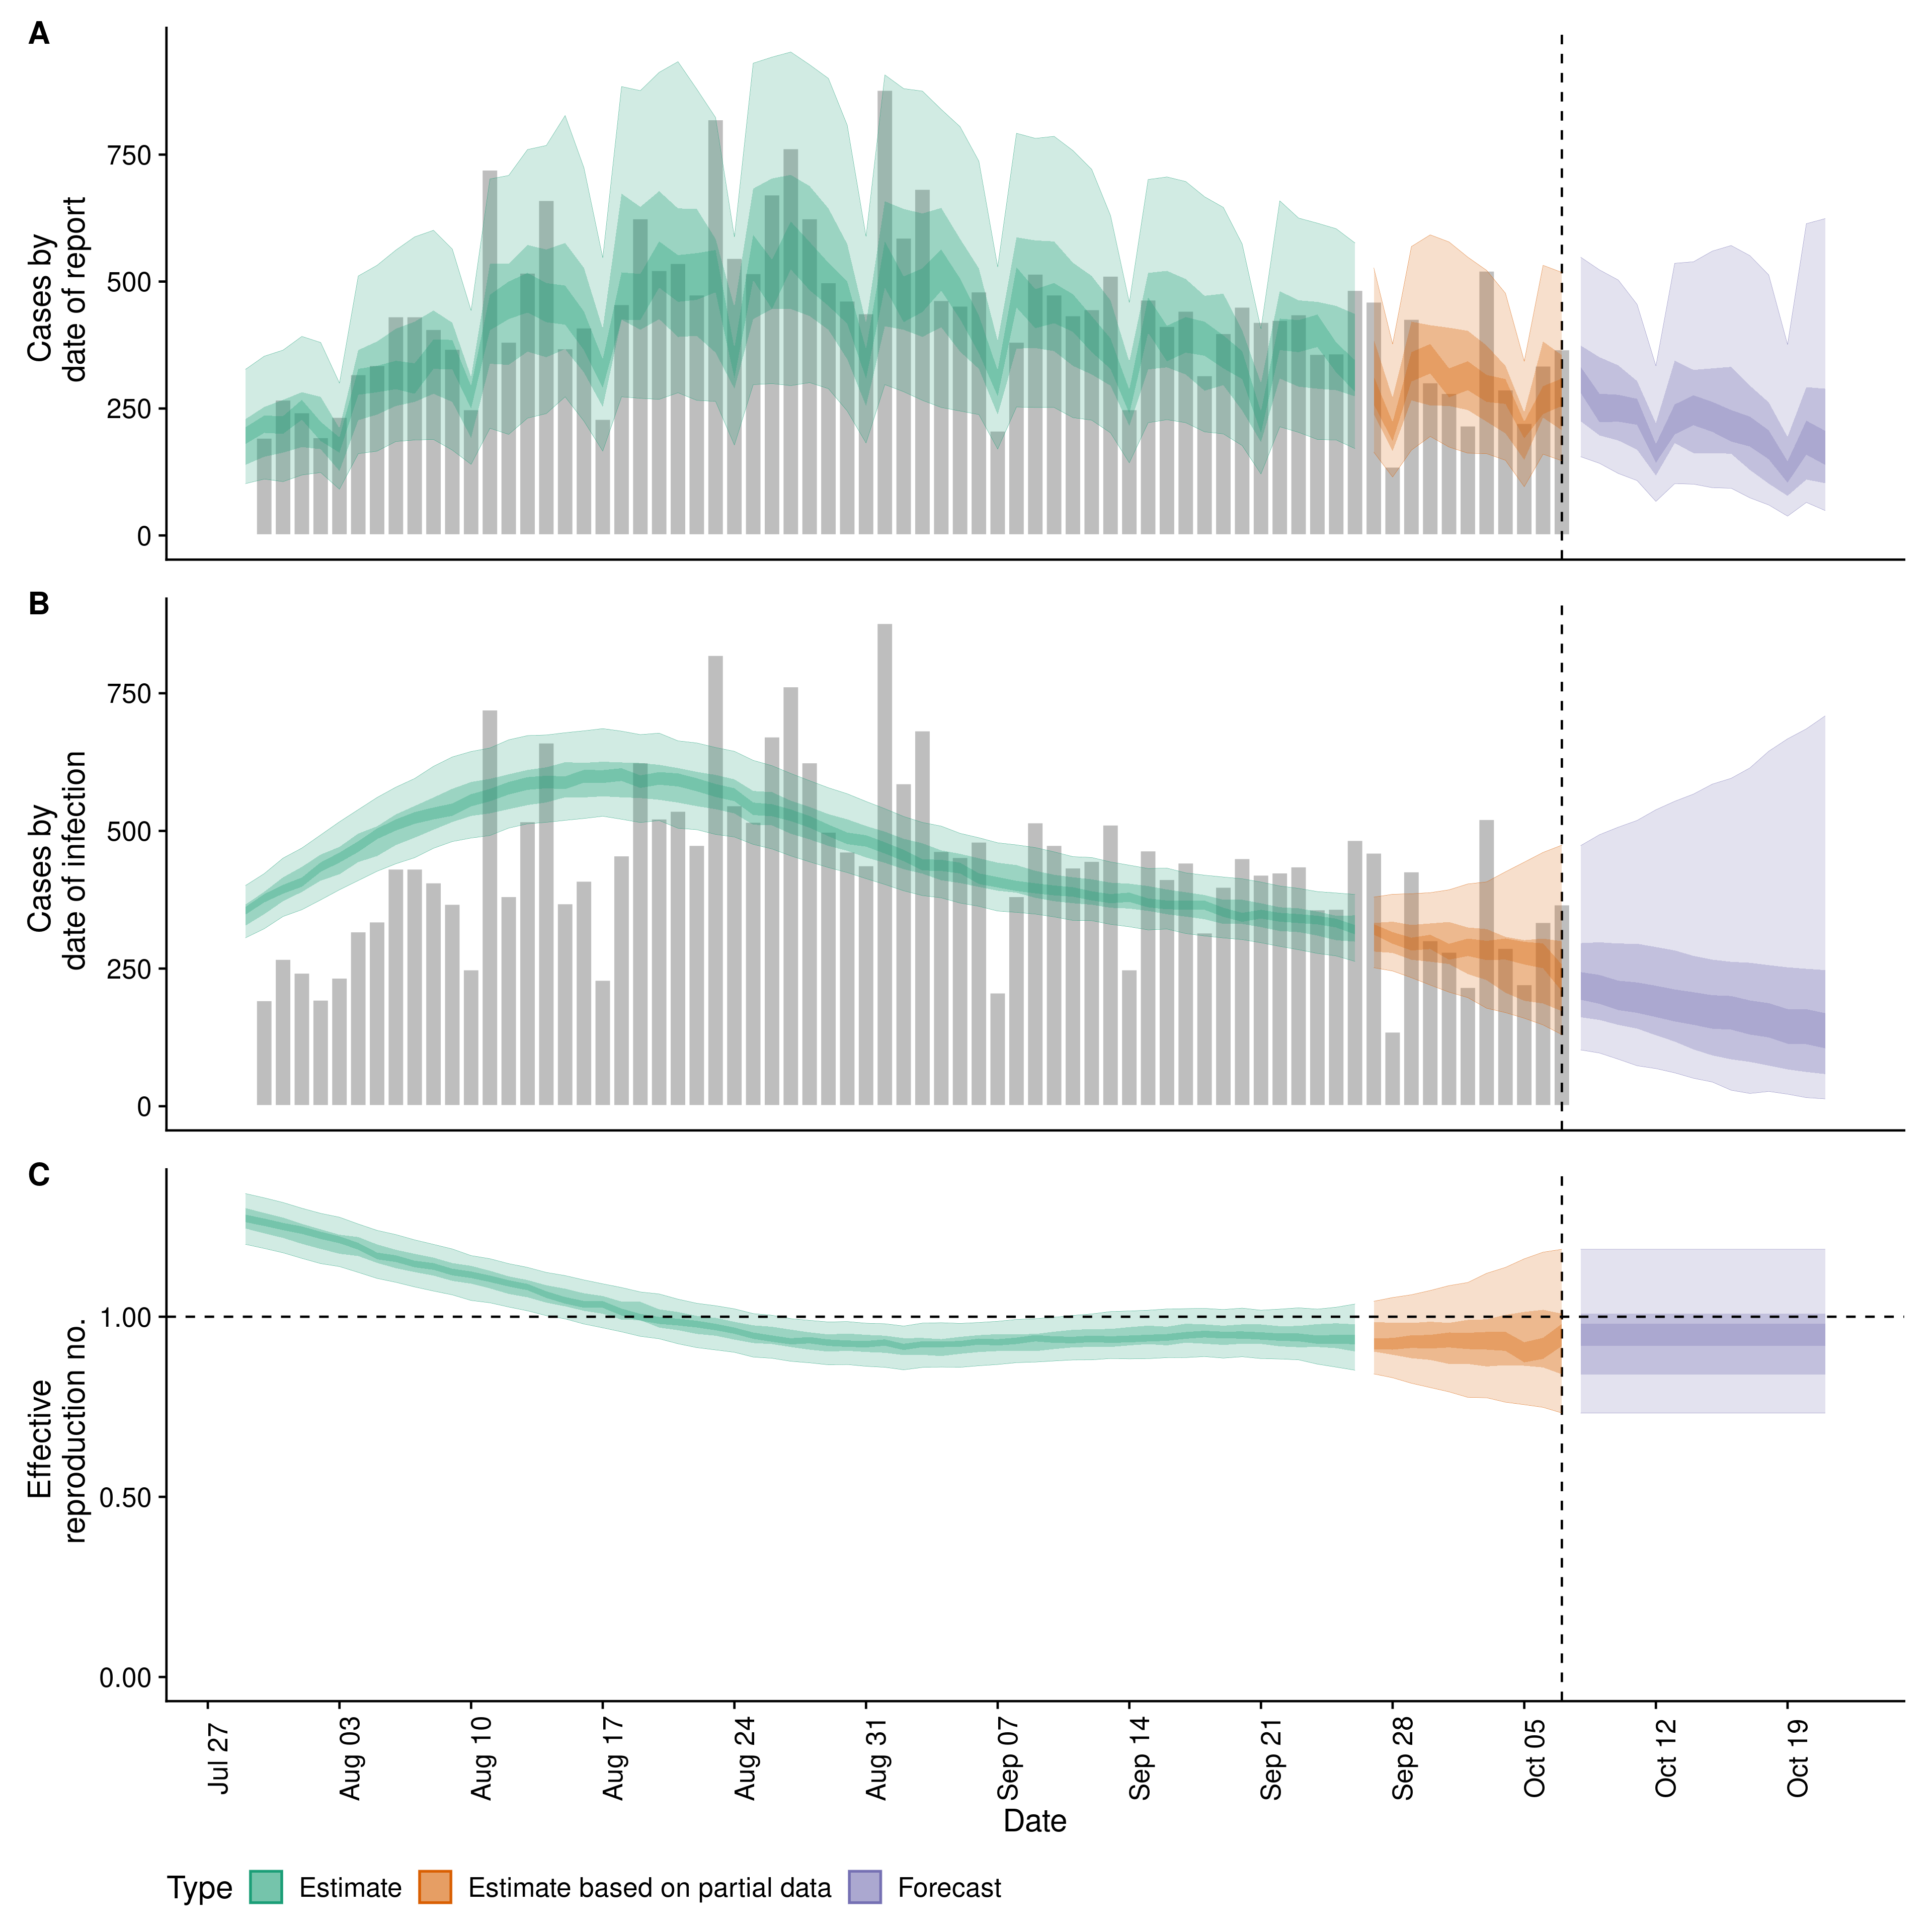 A
Cases by
date of report
750
500
250
0
B
Cases by
date of infection
750
500
250
0
C
Effective
reproduction no.
1.00
0.50
0.00
Jul 27
Aug 03
Aug 10
Aug 17
Aug 24
Aug 31
Sep 07
Sep 14
Sep 21
Sep 28
Oct 05
Oct 12
Oct 19
Date
Type Estimate Estimate based on partial data Forecast